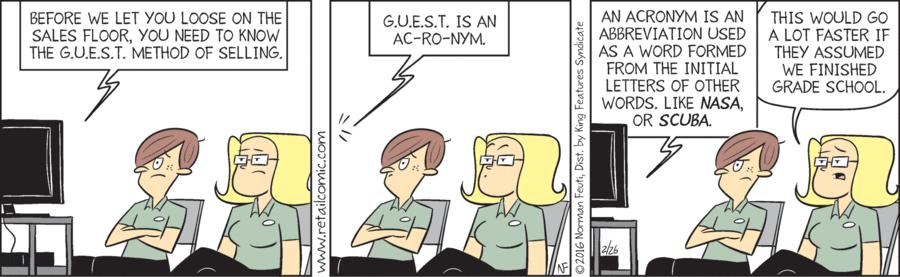 BEFORE WE LET YOU LOOSE ON THE
SALES FLOOR, YOU NEED TO KNOW
THE G.U.E.S.T. METHOD OF SELLING.
www.retailcomic.com
G.U.E.S.T. IS AN
AC-RO-NYM.
NF
©2016 Norman Feuti, Dist. by King Features Syndicate
AN ACRONYM IS AN
ABBREVIATION USED
AS A WORD FORMED
FROM THE INITIAL
LETTERS OF OTHER
WORDS. LIKE NASA,
OR SCUBA.
THIS WOULD GO
A LOT FASTER IF
THEY ASSUMED
WE FINISHED
GRADE SCHOOL.
2/26